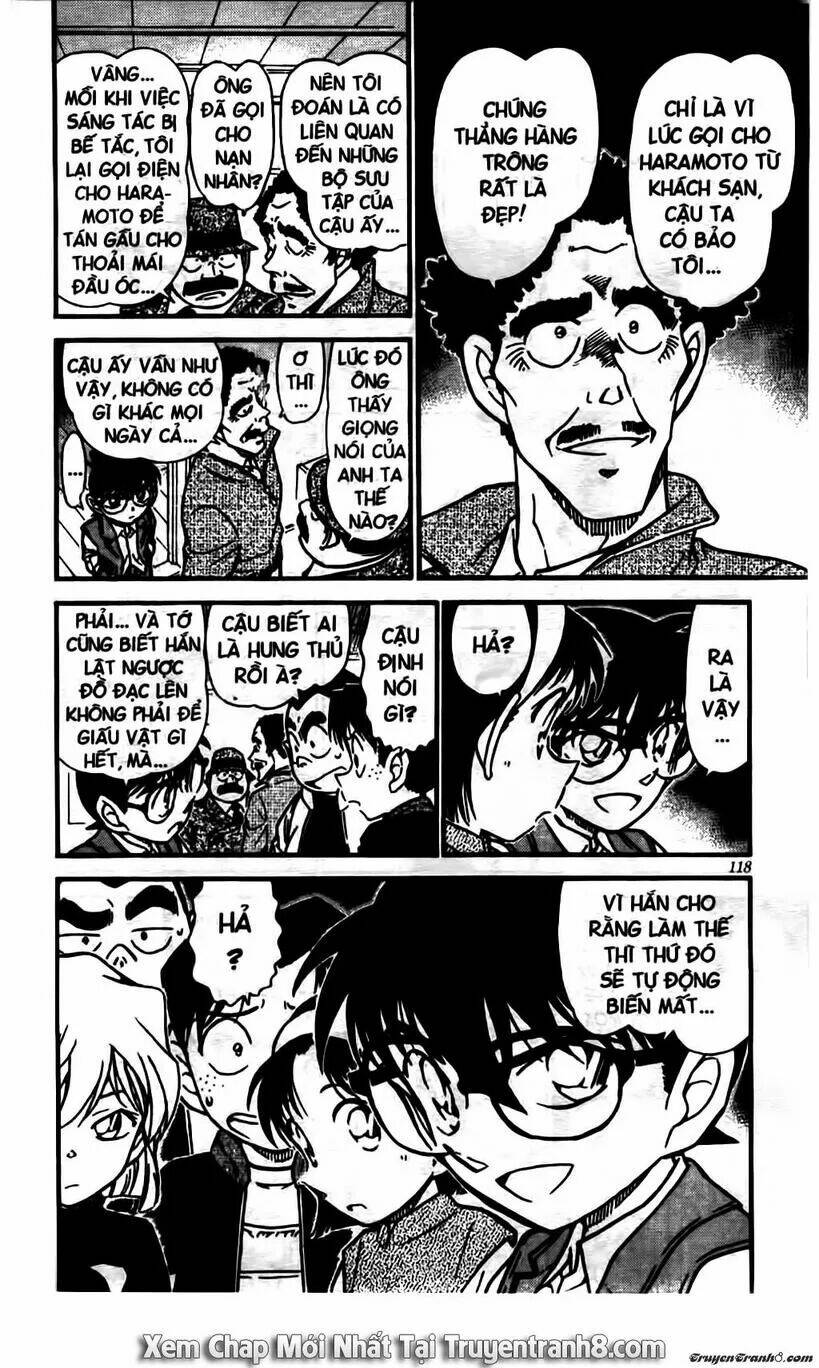 CHỈ LÀ VÌ
LÚC GỌI CHO
HARAMOTO TỪ
KHÁCH SẠN,
CẬU TA
CÓ BẢO
TÔI...
CHÚNG
THẲNG HÀNG
TRÔNG
RẤT LÀ
ĐẸP!
NÊN TÔI
ĐOÁN LÀ CÓ
LIÊN QUAN
ĐẾN NHỮNG
BỘ SƯU
TẬP CỦA
CẬU ẤY...
ÔNG
ĐÃ GỌI
CHO
NẠN
NHÂN?
VÂNG...
MỖI KHI VIỆC
SÁNG TÁC BỊ
BẾ TẮC, TÔI
LẠI GỌI ĐIỆN
CHO HARA-
MOTO ĐỂ
TÁN GẪU CHO
THOẢI MÁI
ĐẦU ÓC...
LÚC ĐÓ
ÔNG
THẤY
GIỌNG
NÓI CỦA
ANH TA
THẾ
NÀO?
Ơ
THÌ
...
CẬU ẤY VẪN NHƯ
VẬY, KHÔNG CÓ
GÌ KHÁC MỌI
NGÀY CẢ...
...
RA
LÀ
VẬY
...
HẢ?
CẬU
ĐỊNH
NÓI
GÌ?
CẬU BIẾT AI
LÀ HUNG THỦ
RỒI À?
PHẢI... VÀ TỚ
CŨNG BIẾT HẮN
LẬT NGƯỢC
ĐỒ ĐẠC LÊN
KHÔNG PHẢI ĐỂ
GIẤU VẬT GÌ
HẾT, MÀ...
118
VÌ HẮN CHO
RẰNG LÀM THẾ
THÌ THỨ ĐÓ
SẼ TỰ ĐỘNG
BIẾN MẤT...
HẢ
?
Xem Chap Mới Nhất Tại Truyentranh8.com
TruyenTranh8.com